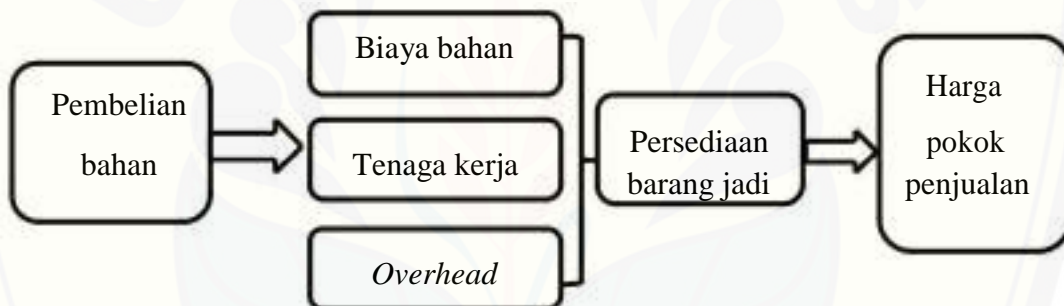 Pembelian
bahan
Biaya bahan
Tenaga kerja
Overhead
Persediaan
barang jadi
Harga
pokok
penjualan